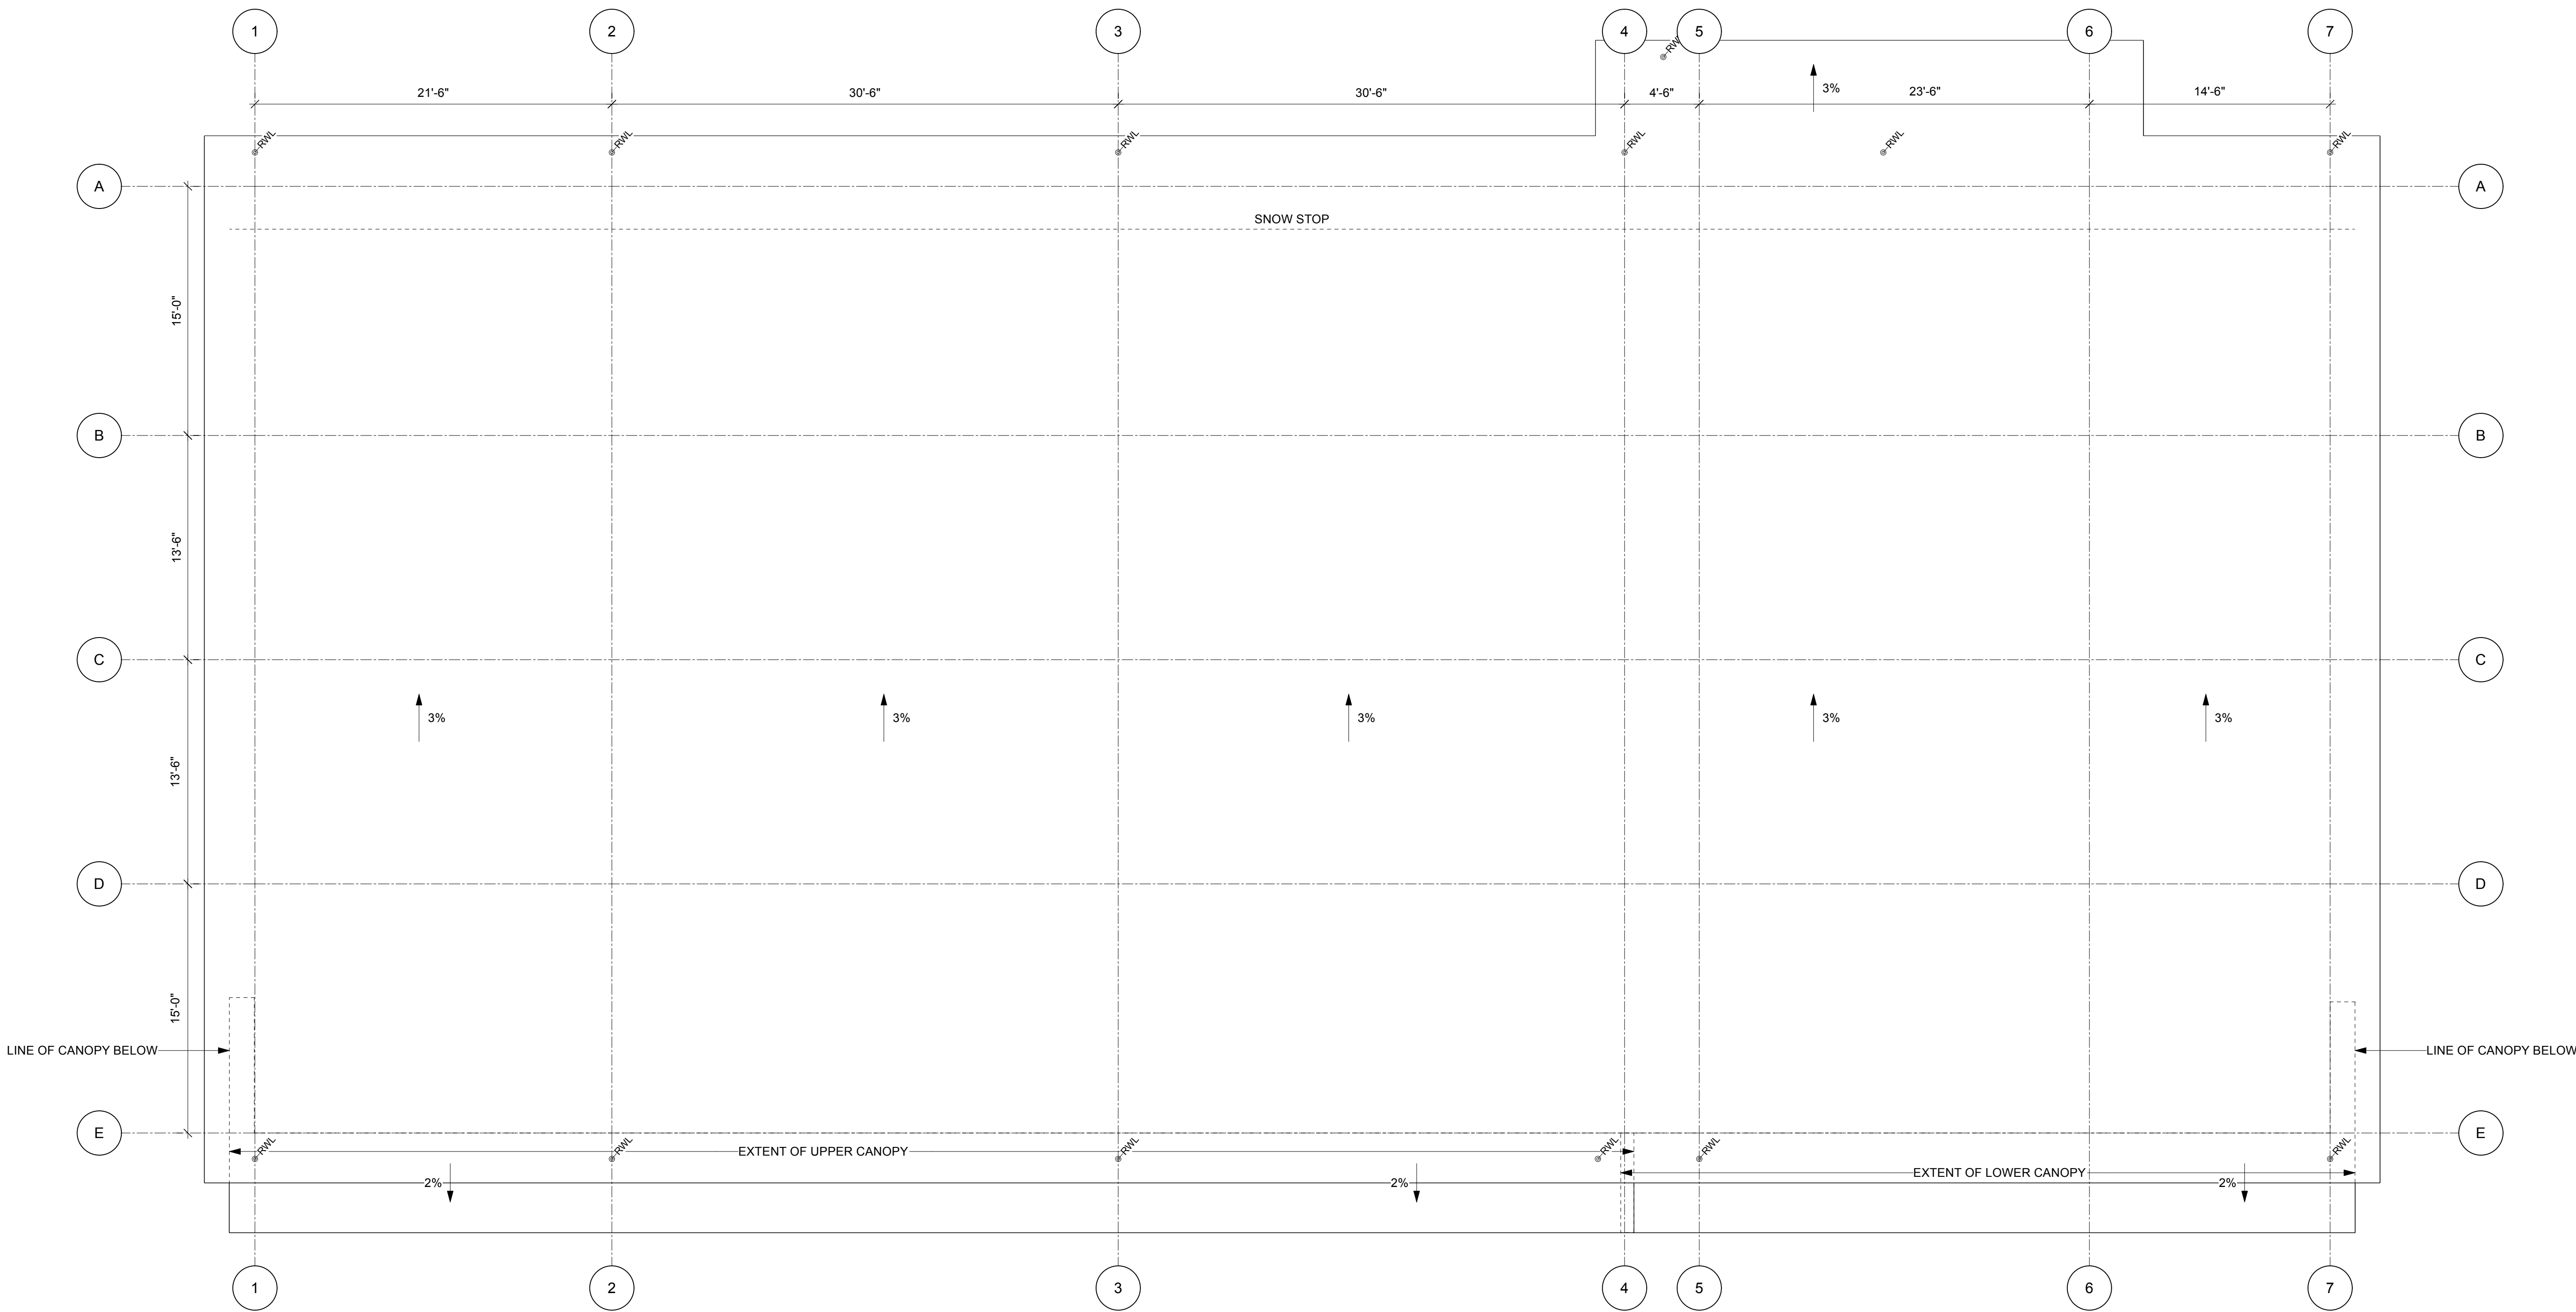 1 2 3 4 5 6 7
RWL
3%
21'-6" 30'-6" 30'-6" 4'-6" 23'-6" 14'-6"
RWL RWL RWL RWL RWL RWL
A A
SNOW STOP
15'-0"
B B
13'-6"
C C
3% 3% 3% 3% 3%
13'-6"
D D
15'-0"
LINE OF CANOPY BELOW LINE OF CANOPY BELOW
E E
RWL RWL RWL RWL RWL RWL
EXTENT OF UPPER CANOPY
EXTENT OF LOWER CANOPY
2% 2% 2%
1 2 3 4 5 6 7